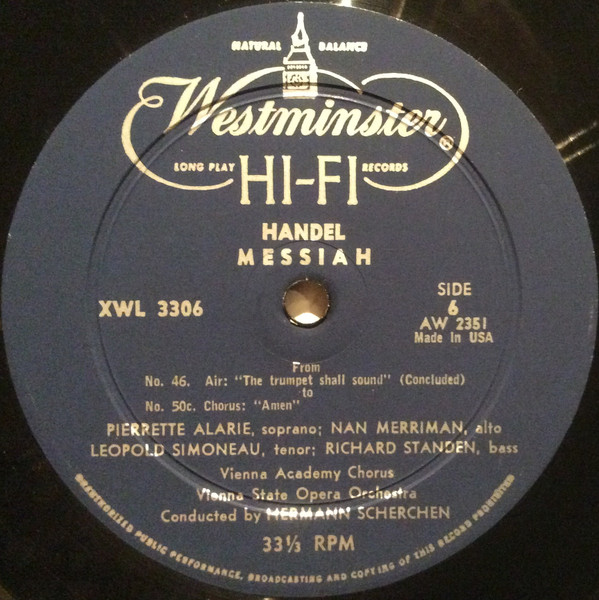 NATURAL BALANCE
Westminster®
LONG PLAY HI-FI RECORDS
HANDEL
MESSIAH
XWL 3306
SIDE
6
AW 2351
Made In USA
From
No. 46. Air: "The trumpet shall sound" (Concluded)
to
No. 50c. Chorus: "Amen"
PIERRETTE ALARIE, soprano; NAN MERRIMAN, alto
LEOPOLD SIMONEAU, tenor; RICHARD STANDEN, bass
Vienna Academy Chorus
Vienna State Opera Orchestra
Conducted by HERMANN SCHERCHEN
33⅓ RPM
UNAUTHORIZED PUBLIC PERFORMANCE, BROADCASTING AND COPYING OF THIS RECORD PROHIBITED